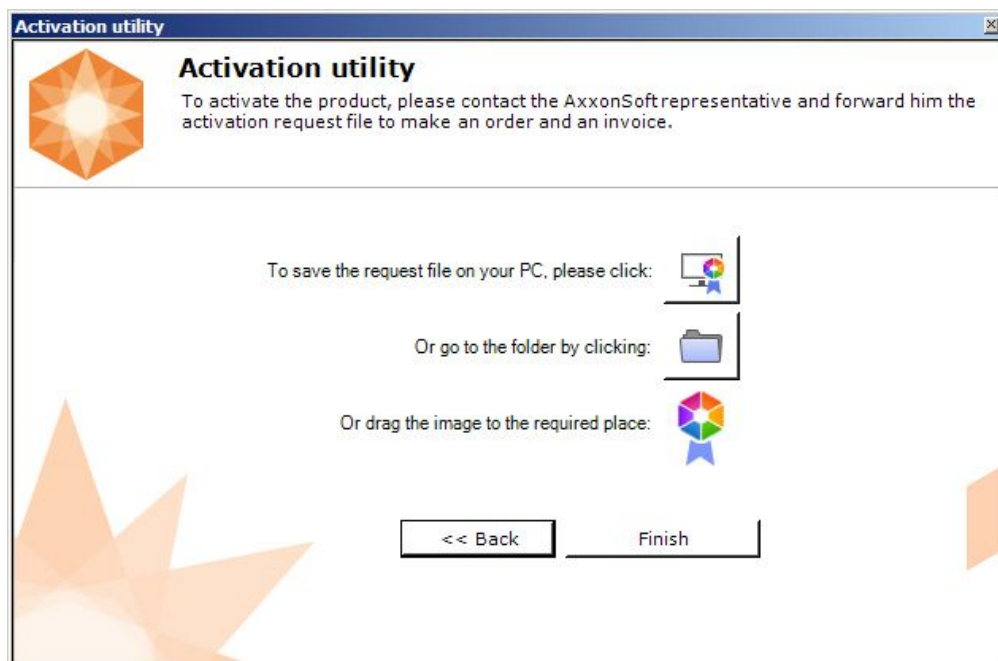 Activation utility
Activation utility
To activate the product, please contact the AxxonSoft representative and forward him the
activation request file to make an order and an invoice.
To save the request file on your PC, please click:
Or go to the folder by clicking:
Or drag the image to the required place:
<< Back
Finish